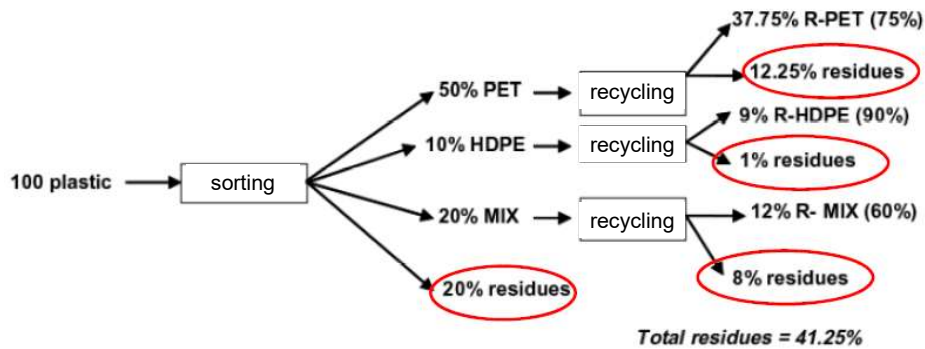 37.75% R-PET (75%)
12.25% residues
50% PET
recycling
9% R-HDPE (90%)
10% HDPE
recycling
1% residues
100 plastic
sorting
20% MIX
recycling
12% R- MIX (60%)
20% residues
8% residues
Total residues = 41.25%